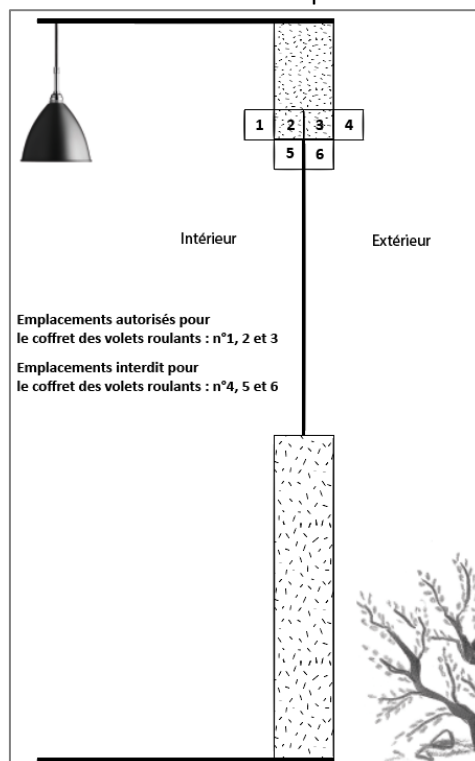 1 2 3 4
5 6
Intérieur Extérieur
Emplacements autorisés pour
le coffret des volets roulants : n°1, 2 et 3
Emplacements interdit pour
le coffret des volets roulants : n°4, 5 et 6